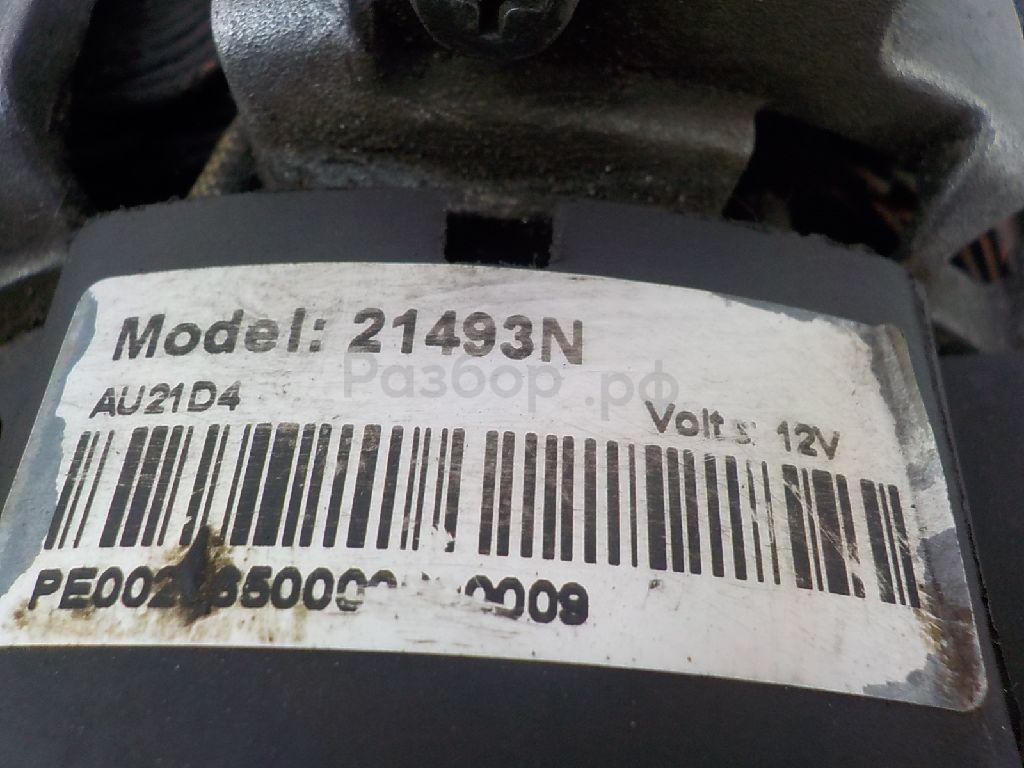 Model: 21493N
Разбор.рф
AU21D4
Volts: 12V